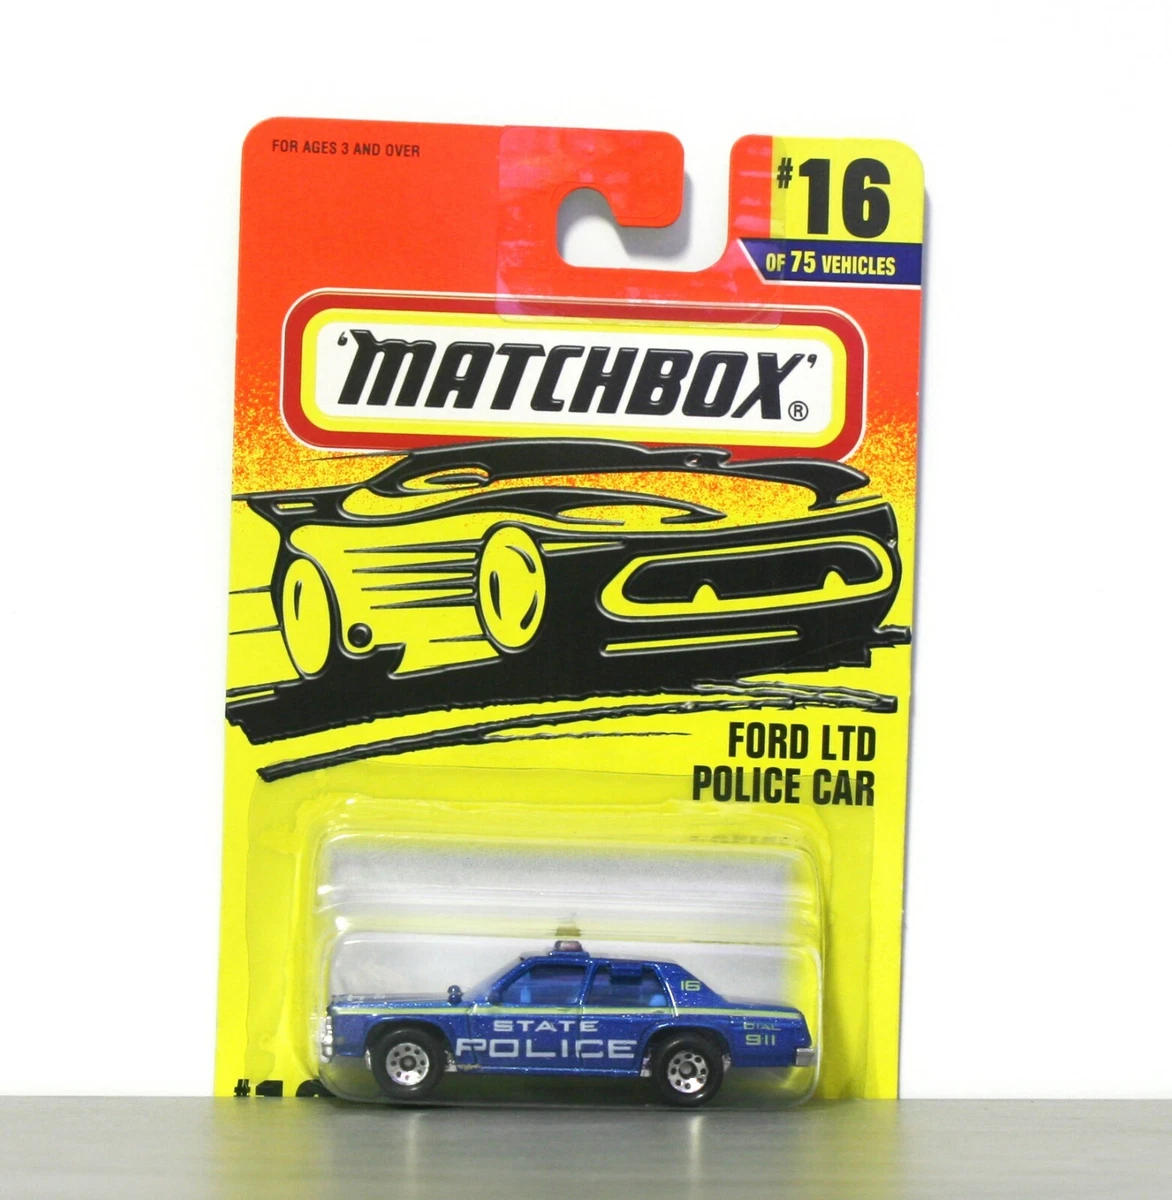 FOR AGES 3 AND OVER
#16
OF 75 VEHICLES
'MATCHBOX'®
FORD LTD
POLICE CAR
16
STATE
POLICE
DIAL
911
#16